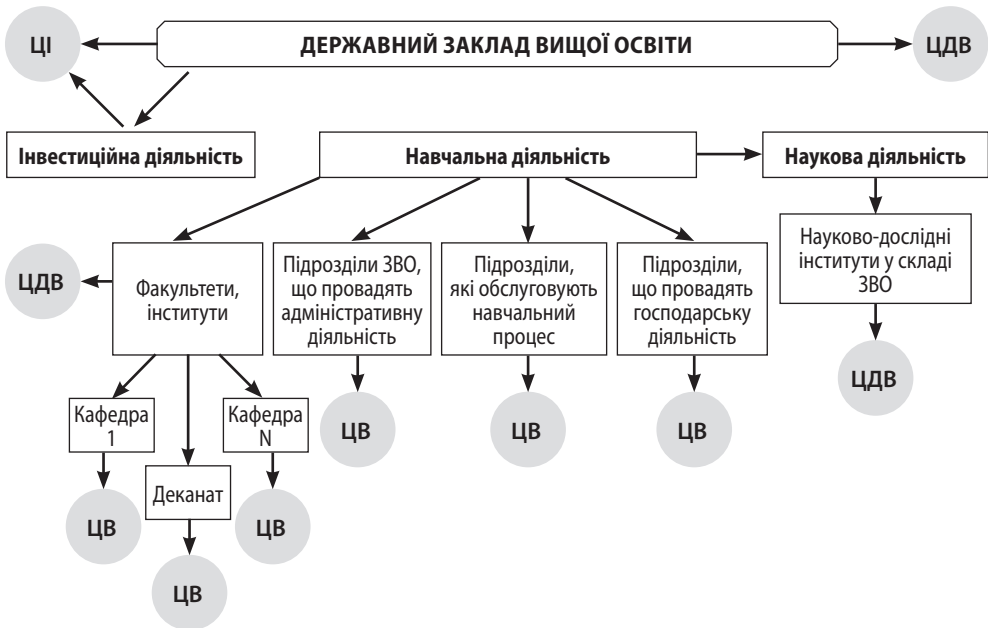 ЦІ
ДЕРЖАВНИЙ ЗАКЛАД ВИЩОЇ ОСВІТИ
ЦДВ
Інвестиційна діяльність
Навчальна діяльність
Наукова діяльність
ЦДВ
Факультети,
інститути
Підрозділи ЗВО,
що провадять
адміністративну
діяльність
Підрозділи,
які обслуговують
навчальний
процес
Підрозділи,
що провадять
господарську
діяльність
Науково-дослідні
інститути у складі
ЗВО
ЦДВ
Кафедра
1
Кафедра
N
ЦВ
ЦВ
ЦВ
Деканат
ЦВ
ЦВ
ЦВ